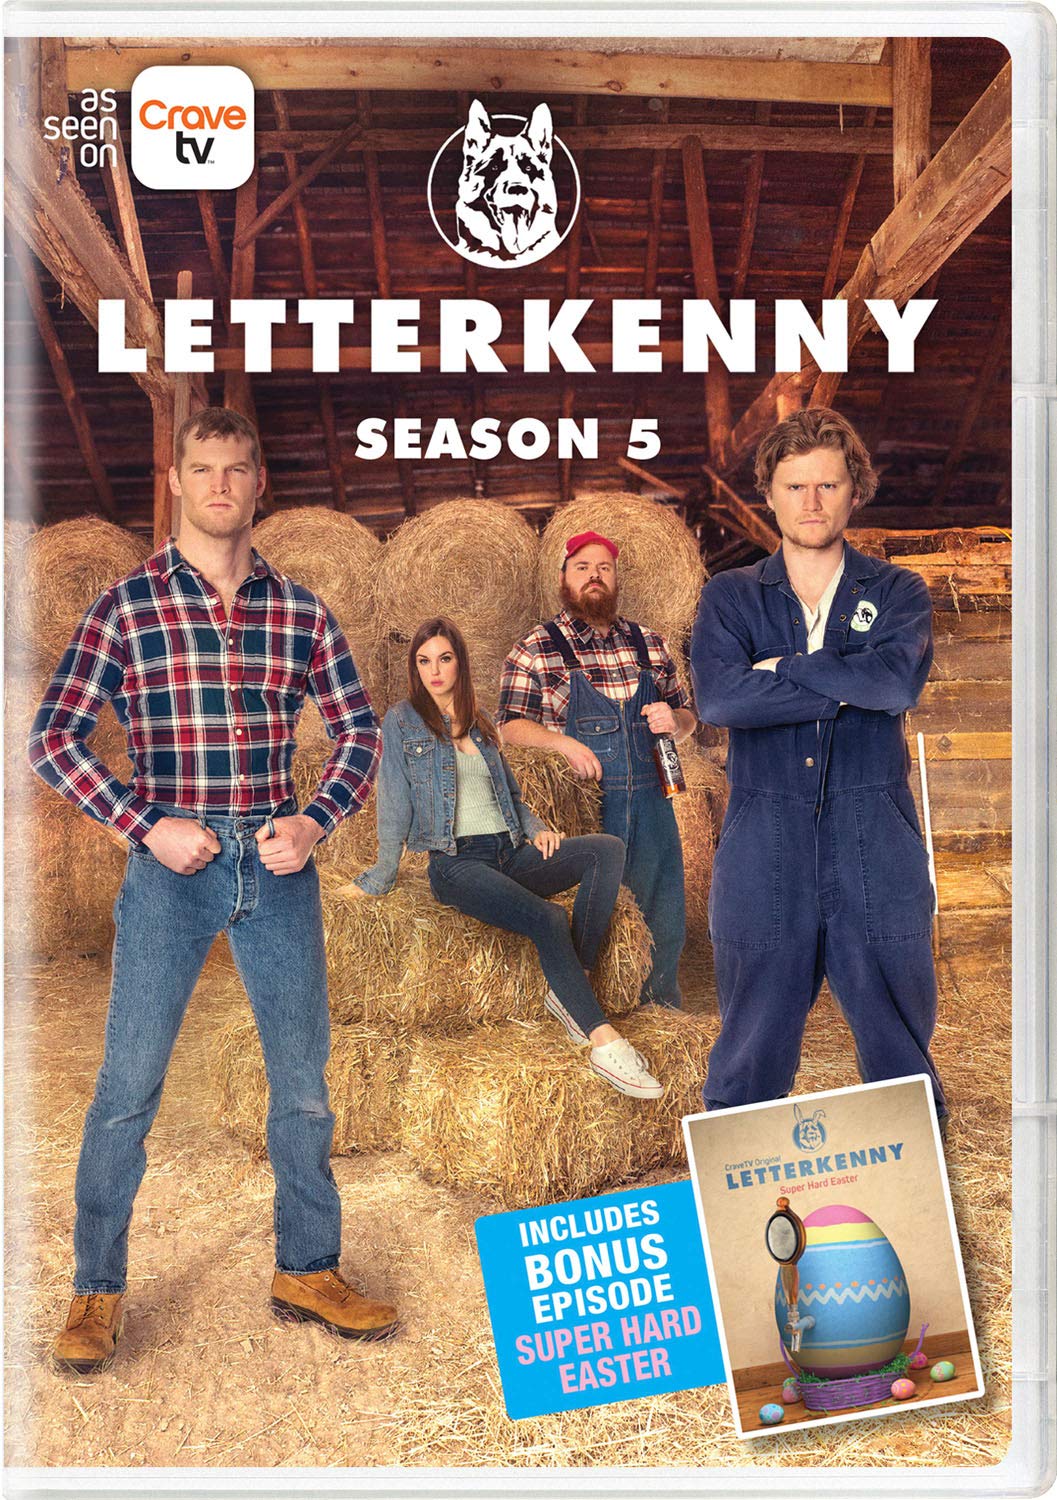 as
seen
on
Crave
tv™
LETTERKENNY
SEASON 5
INCLUDES
BONUS
EPISODE
SUPER HARD
EASTER
CraveTV Original
LETTERKENNY
Super Hard Easter